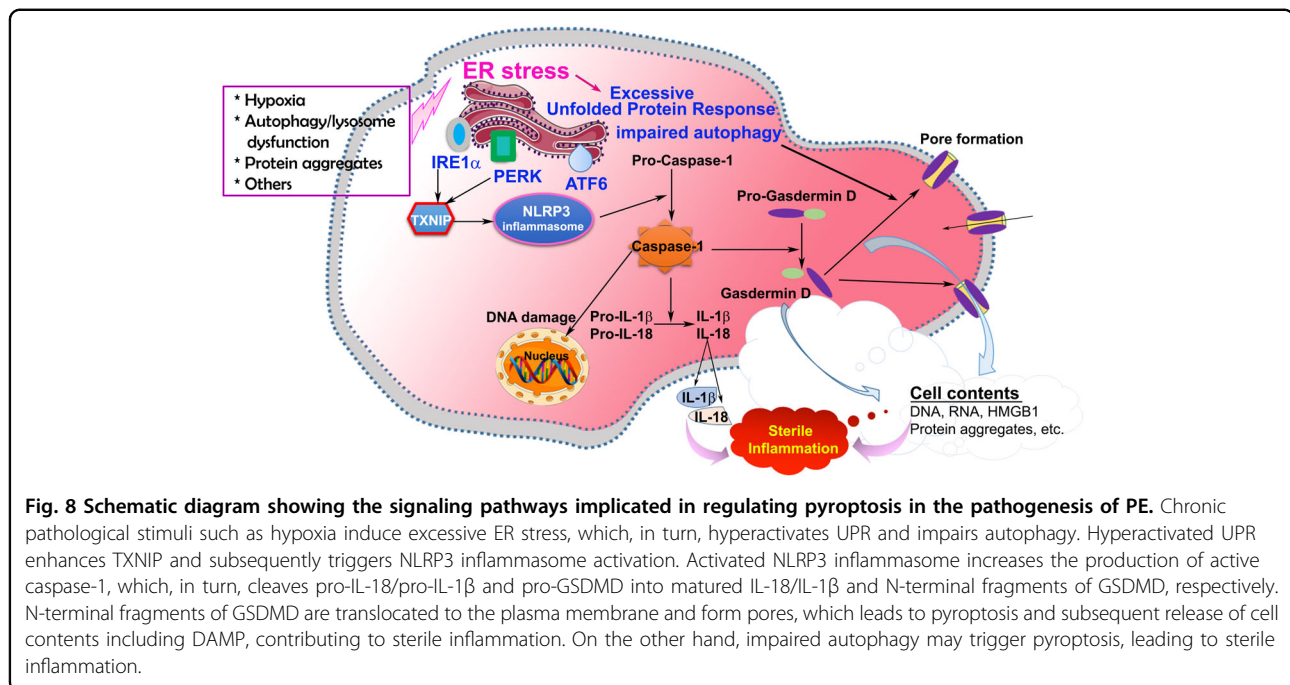 ER stress
* Hypoxia
* Autophagy/lysosome
dysfunction
* Protein aggregates
* Others
Excessive
Unfolded Protein Response
impaired autophagy
IRE1α
PERK
ATF6
Pro-Caspase-1
Pore formation
TXNIP
NLRP3
inflammasome
Pro-Gasdermin D
Caspase-1
Gasdermin D
DNA damage
Nucleus
Pro-IL-1β
Pro-IL-18
IL-1β
IL-18
IL-1β
IL-18
Sterile
Inflammation
Cell contents
DNA, RNA, HMGB1
Protein aggregates, etc.
Fig. 8 Schematic diagram showing the signaling pathways implicated in regulating pyroptosis in the pathogenesis of PE. Chronic
pathological stimuli such as hypoxia induce excessive ER stress, which, in turn, hyperactivates UPR and impairs autophagy. Hyperactivated UPR
enhances TXNIP and subsequently triggers NLRP3 inflammasome activation. Activated NLRP3 inflammasome increases the production of active
caspase-1, which, in turn, cleaves pro-IL-18/pro-IL-1β and pro-GSDMD into matured IL-18/IL-1β and N-terminal fragments of GSDMD, respectively.
N-terminal fragments of GSDMD are translocated to the plasma membrane and form pores, which leads to pyroptosis and subsequent release of cell
contents including DAMP, contributing to sterile inflammation. On the other hand, impaired autophagy may trigger pyroptosis, leading to sterile
inflammation.